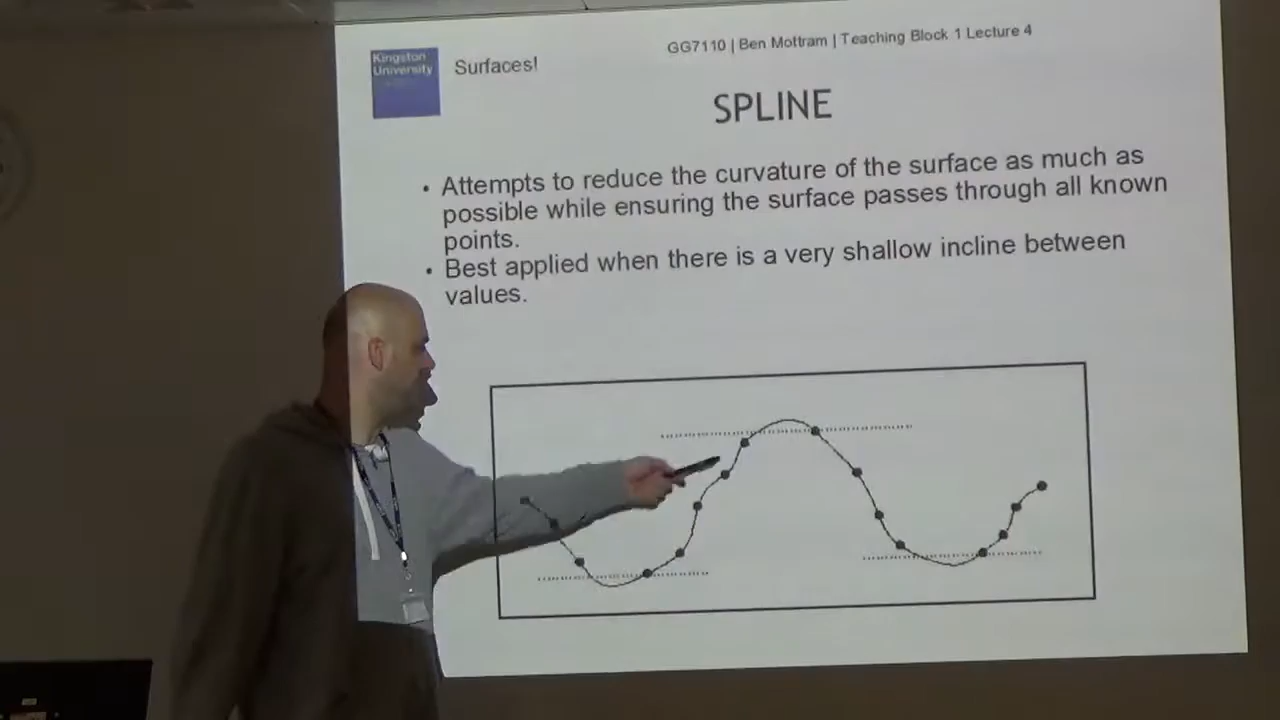 GG7110 | Ben Mottram | Teaching Block 1 Lecture 4
Kingston
University
Surfaces!
SPLINE
• Attempts to reduce the curvature of the surface as much as
possible while ensuring the surface passes through all known
points.
• Best applied when there is a very shallow incline between
values.